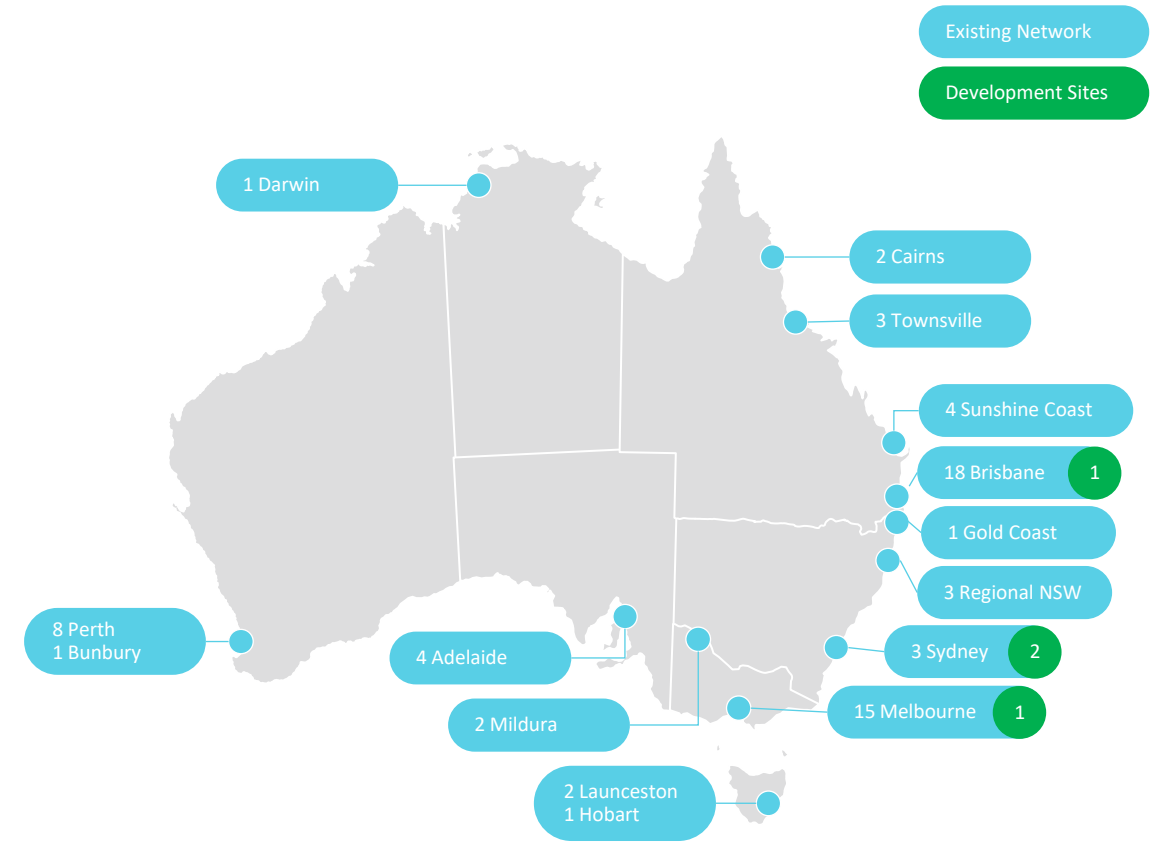 Existing Network
Development Sites
1 Darwin
2 Cairns
3 Townsville
4 Sunshine Coast
18 Brisbane 1
1 Gold Coast
3 Regional NSW
8 Perth
1 Bunbury
4 Adelaide
3 Sydney 2
2 Mildura
15 Melbourne 1
2 Launceston
1 Hobart